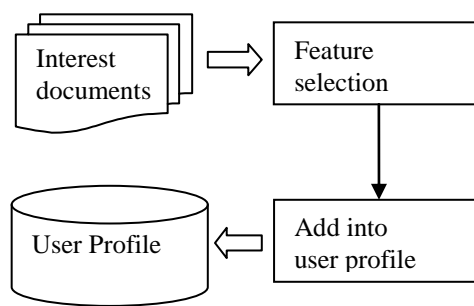 Interest
documents
Feature
selection
User Profile
Add into
user profile